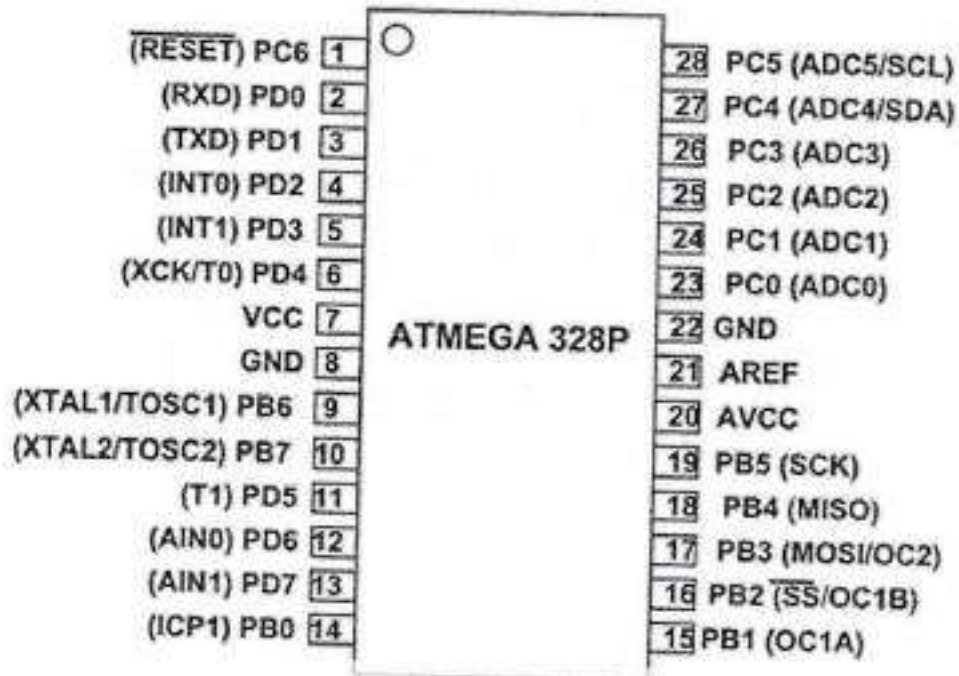 (RESET) PC6 1
(RXD) PD0 2
(TXD) PD1 3
(INT0) PD2 4
(INT1) PD3 5
(XCK/T0) PD4 6
VCC 7
GND 8
(XTAL1/TOSC1) PB6 9
(XTAL2/TOSC2) PB7 10
(T1) PD5 11
(AIN0) PD6 12
(AIN1) PD7 13
(ICP1) PB0 14
ATMEGA 328P
28 PC5 (ADC5/SCL)
27 PC4 (ADC4/SDA)
26 PC3 (ADC3)
25 PC2 (ADC2)
24 PC1 (ADC1)
23 PC0 (ADC0)
22 GND
21 AREF
20 AVCC
19 PB5 (SCK)
18 PB4 (MISO)
17 PB3 (MOSI/OC2)
16 PB2 (SS/OC1B)
15 PB1 (OC1A)